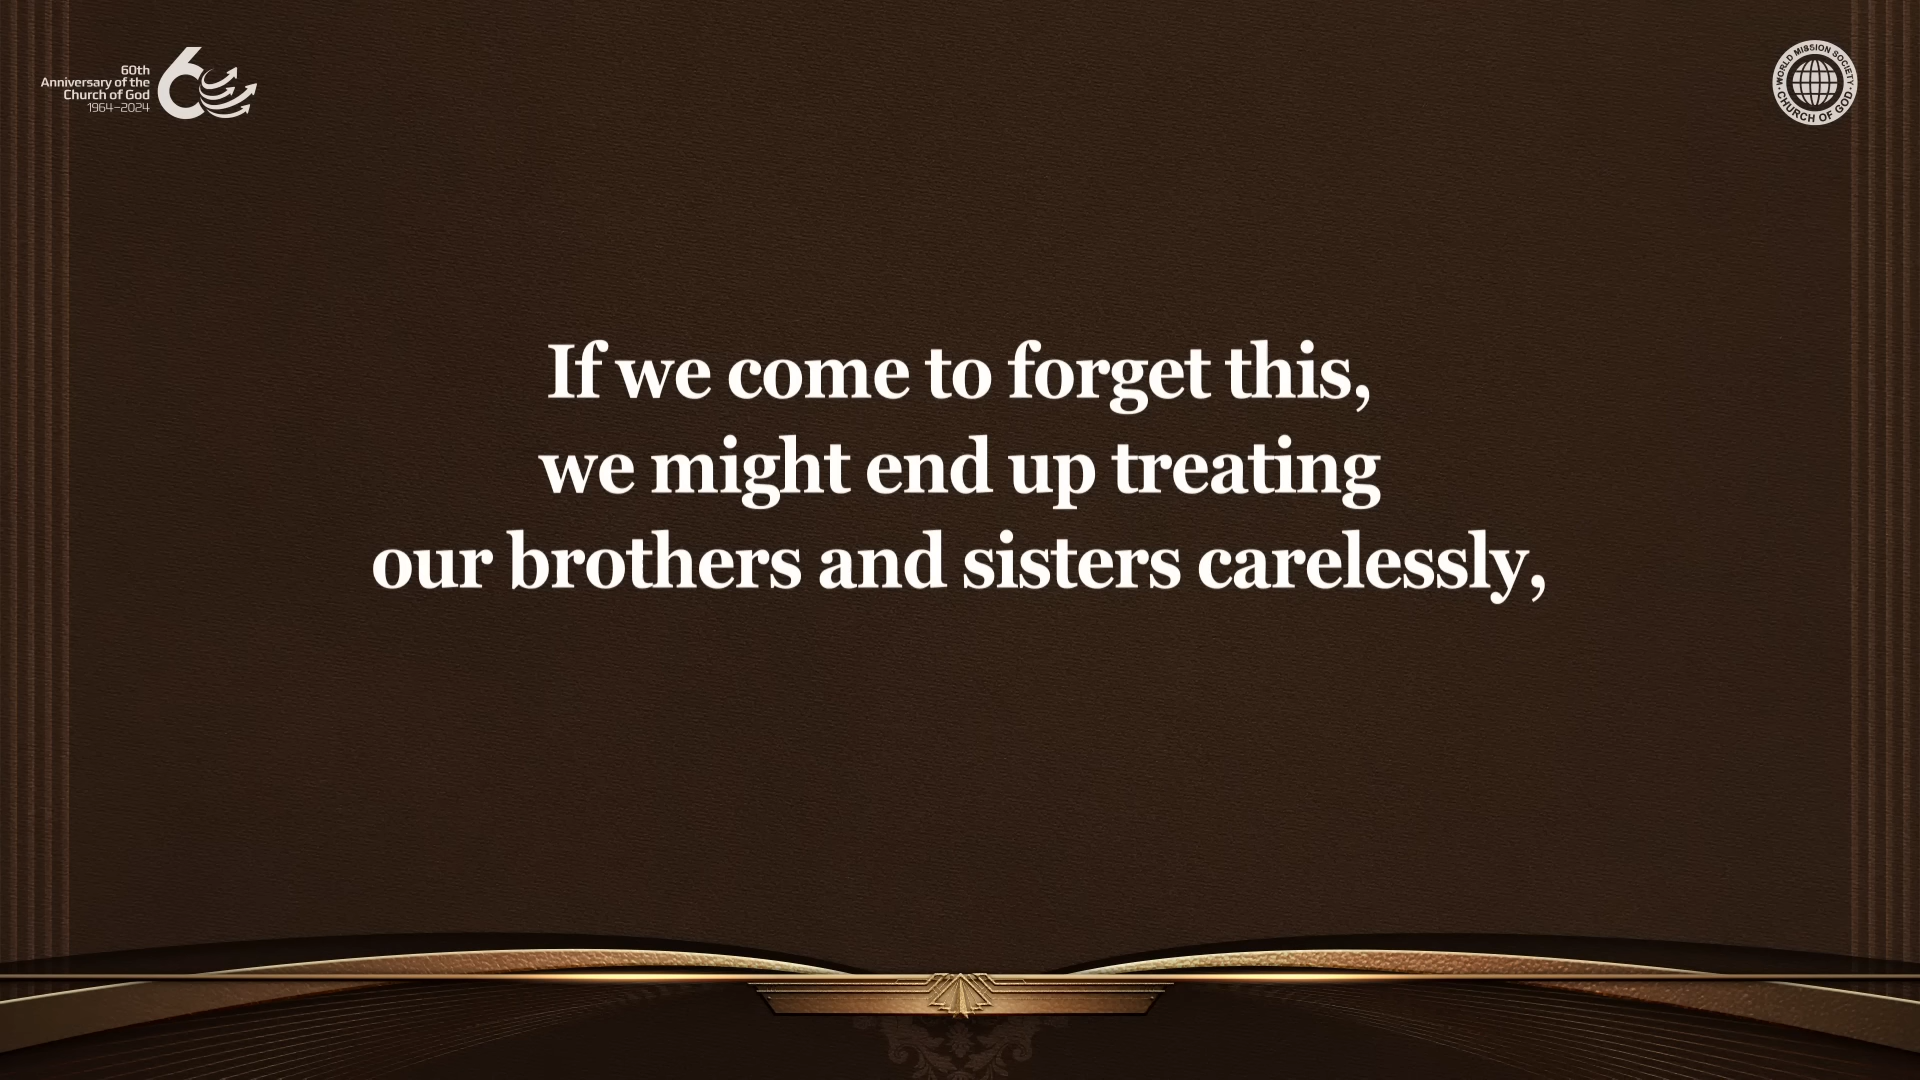 60th
Anniversary of the
Church of God
1964–2024
60
WORLD MISSION SOCIETY
CHURCH OF GOD
If we come to forget this,
we might end up treating
our brothers and sisters carelessly,